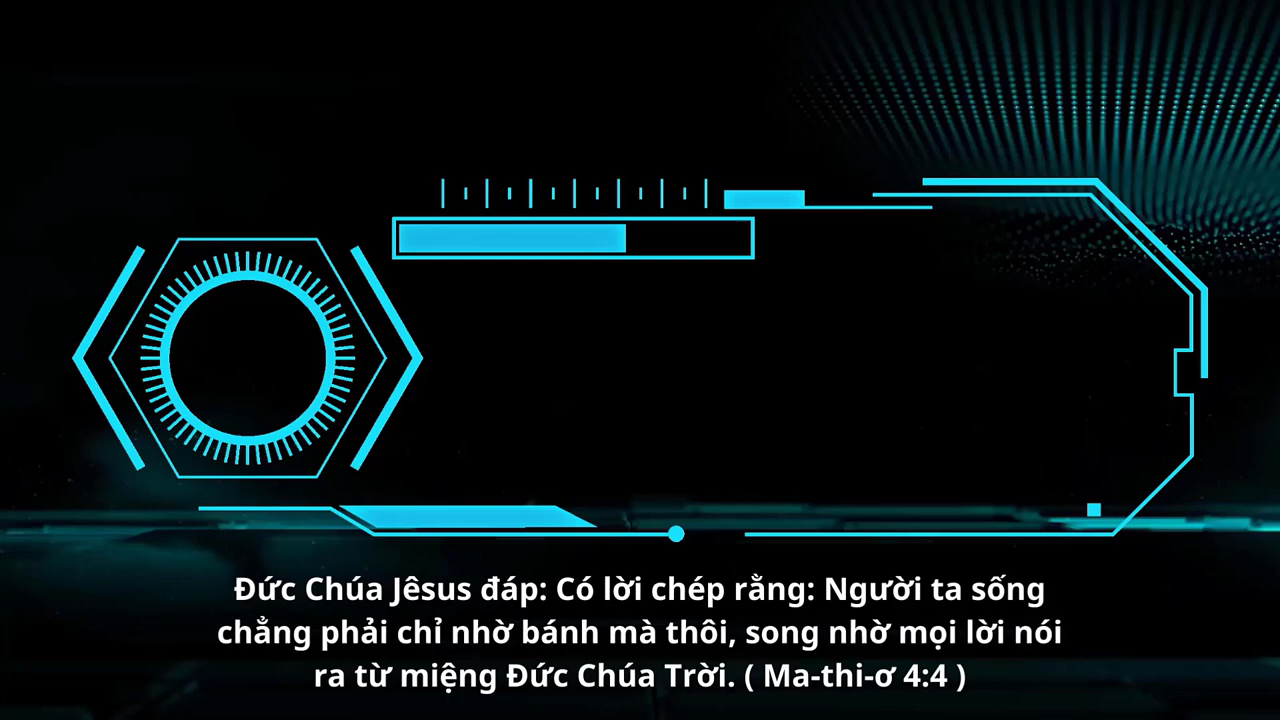 Đức Chúa Jêsus đáp: Có lời chép rằng: Người ta sống
chẳng phải chỉ nhờ bánh mà thôi, song nhờ mọi lời nói
ra từ miệng Đức Chúa Trời. ( Ma-thi-ơ 4:4 )